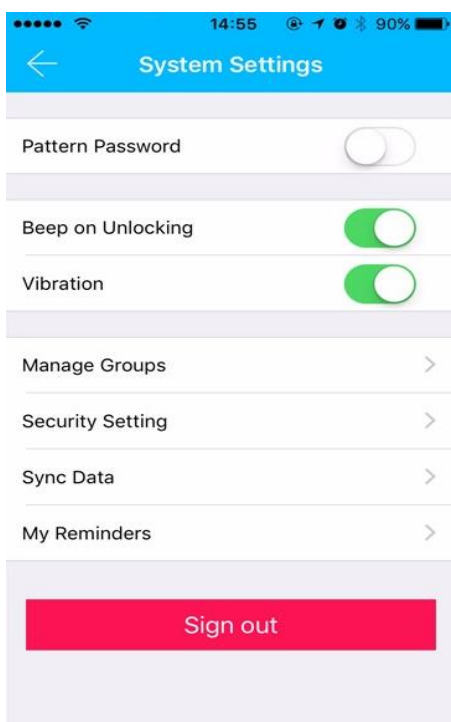 14:55 90%
System Settings
Pattern Password
Beep on Unlocking
Vibration
Manage Groups
Security Setting
Sync Data
My Reminders
Sign out